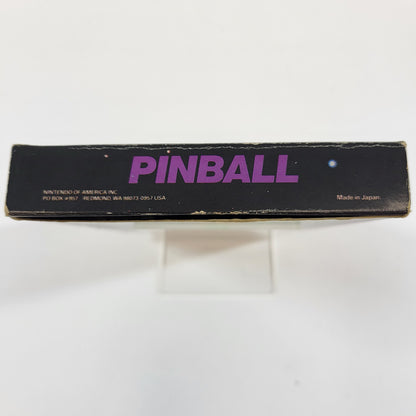 PINBALL
NINTENDO OF AMERICA INC.
PO BOX #957 REDMOND, WA 98073-0957 USA
Made in Japan.